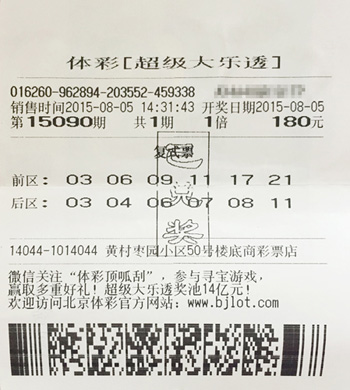 体彩[超级大乐透]
016260-962894-203552-459338
销售时间2015-08-05 14:31:43 开奖日期2015-08-05
第15090期 共1期 1倍 180元
复式票
前区: 03 06 09 11 17 21
后区: 03 04 06 07 08 11
已兑奖
14044-1014044 黄村枣园小区50号楼底商彩票店
微信关注“体彩顶呱刮”,参与寻宝游戏,
赢取多重好礼!超级大乐透奖池14亿元!
欢迎访问北京体彩官方网站:www.bjlot.com